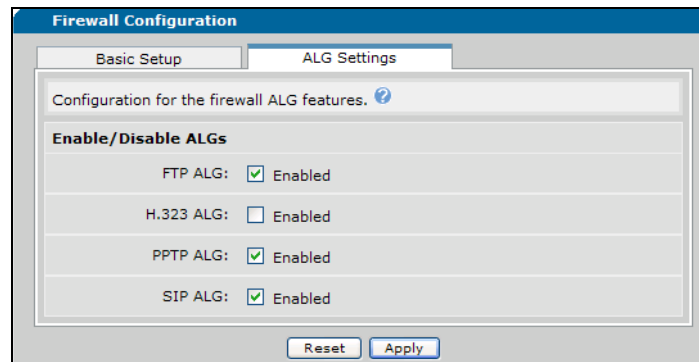 Firewall Configuration
Basic Setup ALG Settings
Configuration for the firewall ALG features. ?
Enable/Disable ALGs
FTP ALG: Enabled
H.323 ALG: Enabled
PPTP ALG: Enabled
SIP ALG: Enabled
Reset Apply